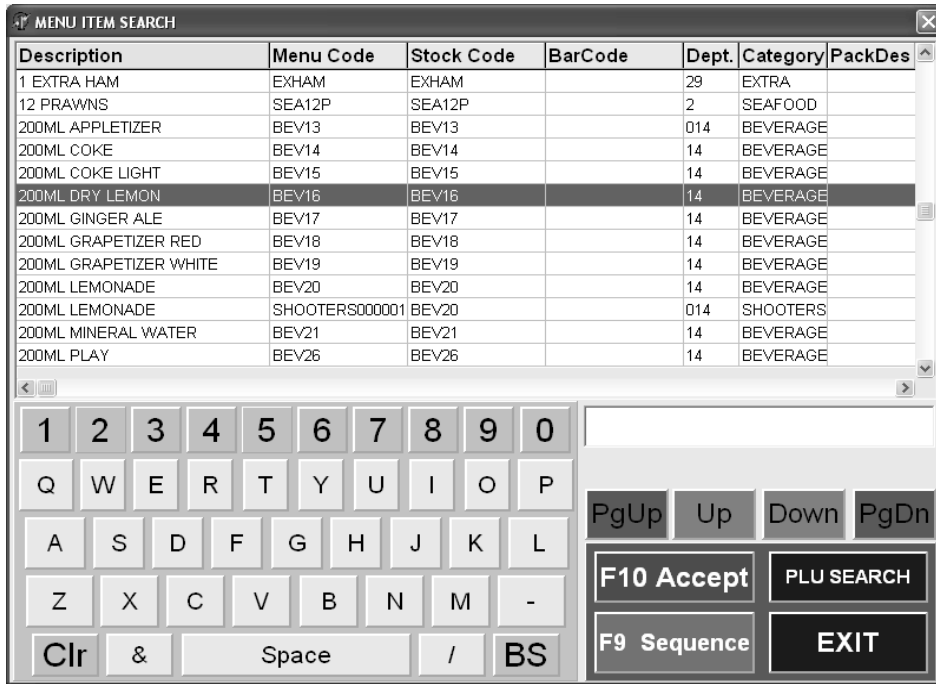 MENU ITEM SEARCH
Description Menu Code Stock Code BarCode Dept. Category PackDes
1 EXTRA HAM EXHAM EXHAM 29 EXTRA
12 PRAWNS SEA12P SEA12P 2 SEAFOOD
200ML APPLETIZER BEV13 BEV13 014 BEVERAGE
200ML COKE BEV14 BEV14 14 BEVERAGE
200ML COKE LIGHT BEV15 BEV15 14 BEVERAGE
200ML DRY LEMON BEV16 BEV16 14 BEVERAGE
200ML GINGER ALE BEV17 BEV17 14 BEVERAGE
200ML GRAPETIZER RED BEV18 BEV18 14 BEVERAGE
200ML GRAPETIZER WHITE BEV19 BEV19 14 BEVERAGE
200ML LEMONADE BEV20 BEV20 14 BEVERAGE
200ML LEMONADE SHOOTERS000001 BEV20 014 SHOOTERS
200ML MINERAL WATER BEV21 BEV21 14 BEVERAGE
200ML PLAY BEV26 BEV26 14 BEVERAGE
1 2 3 4 5 6 7 8 9 0
Q W E R T Y U I O P
A S D F G H J K L
Z X C V B N M -
Clr & Space / BS
PgUp Up Down PgDn
F10 Accept PLU SEARCH
F9 Sequence EXIT